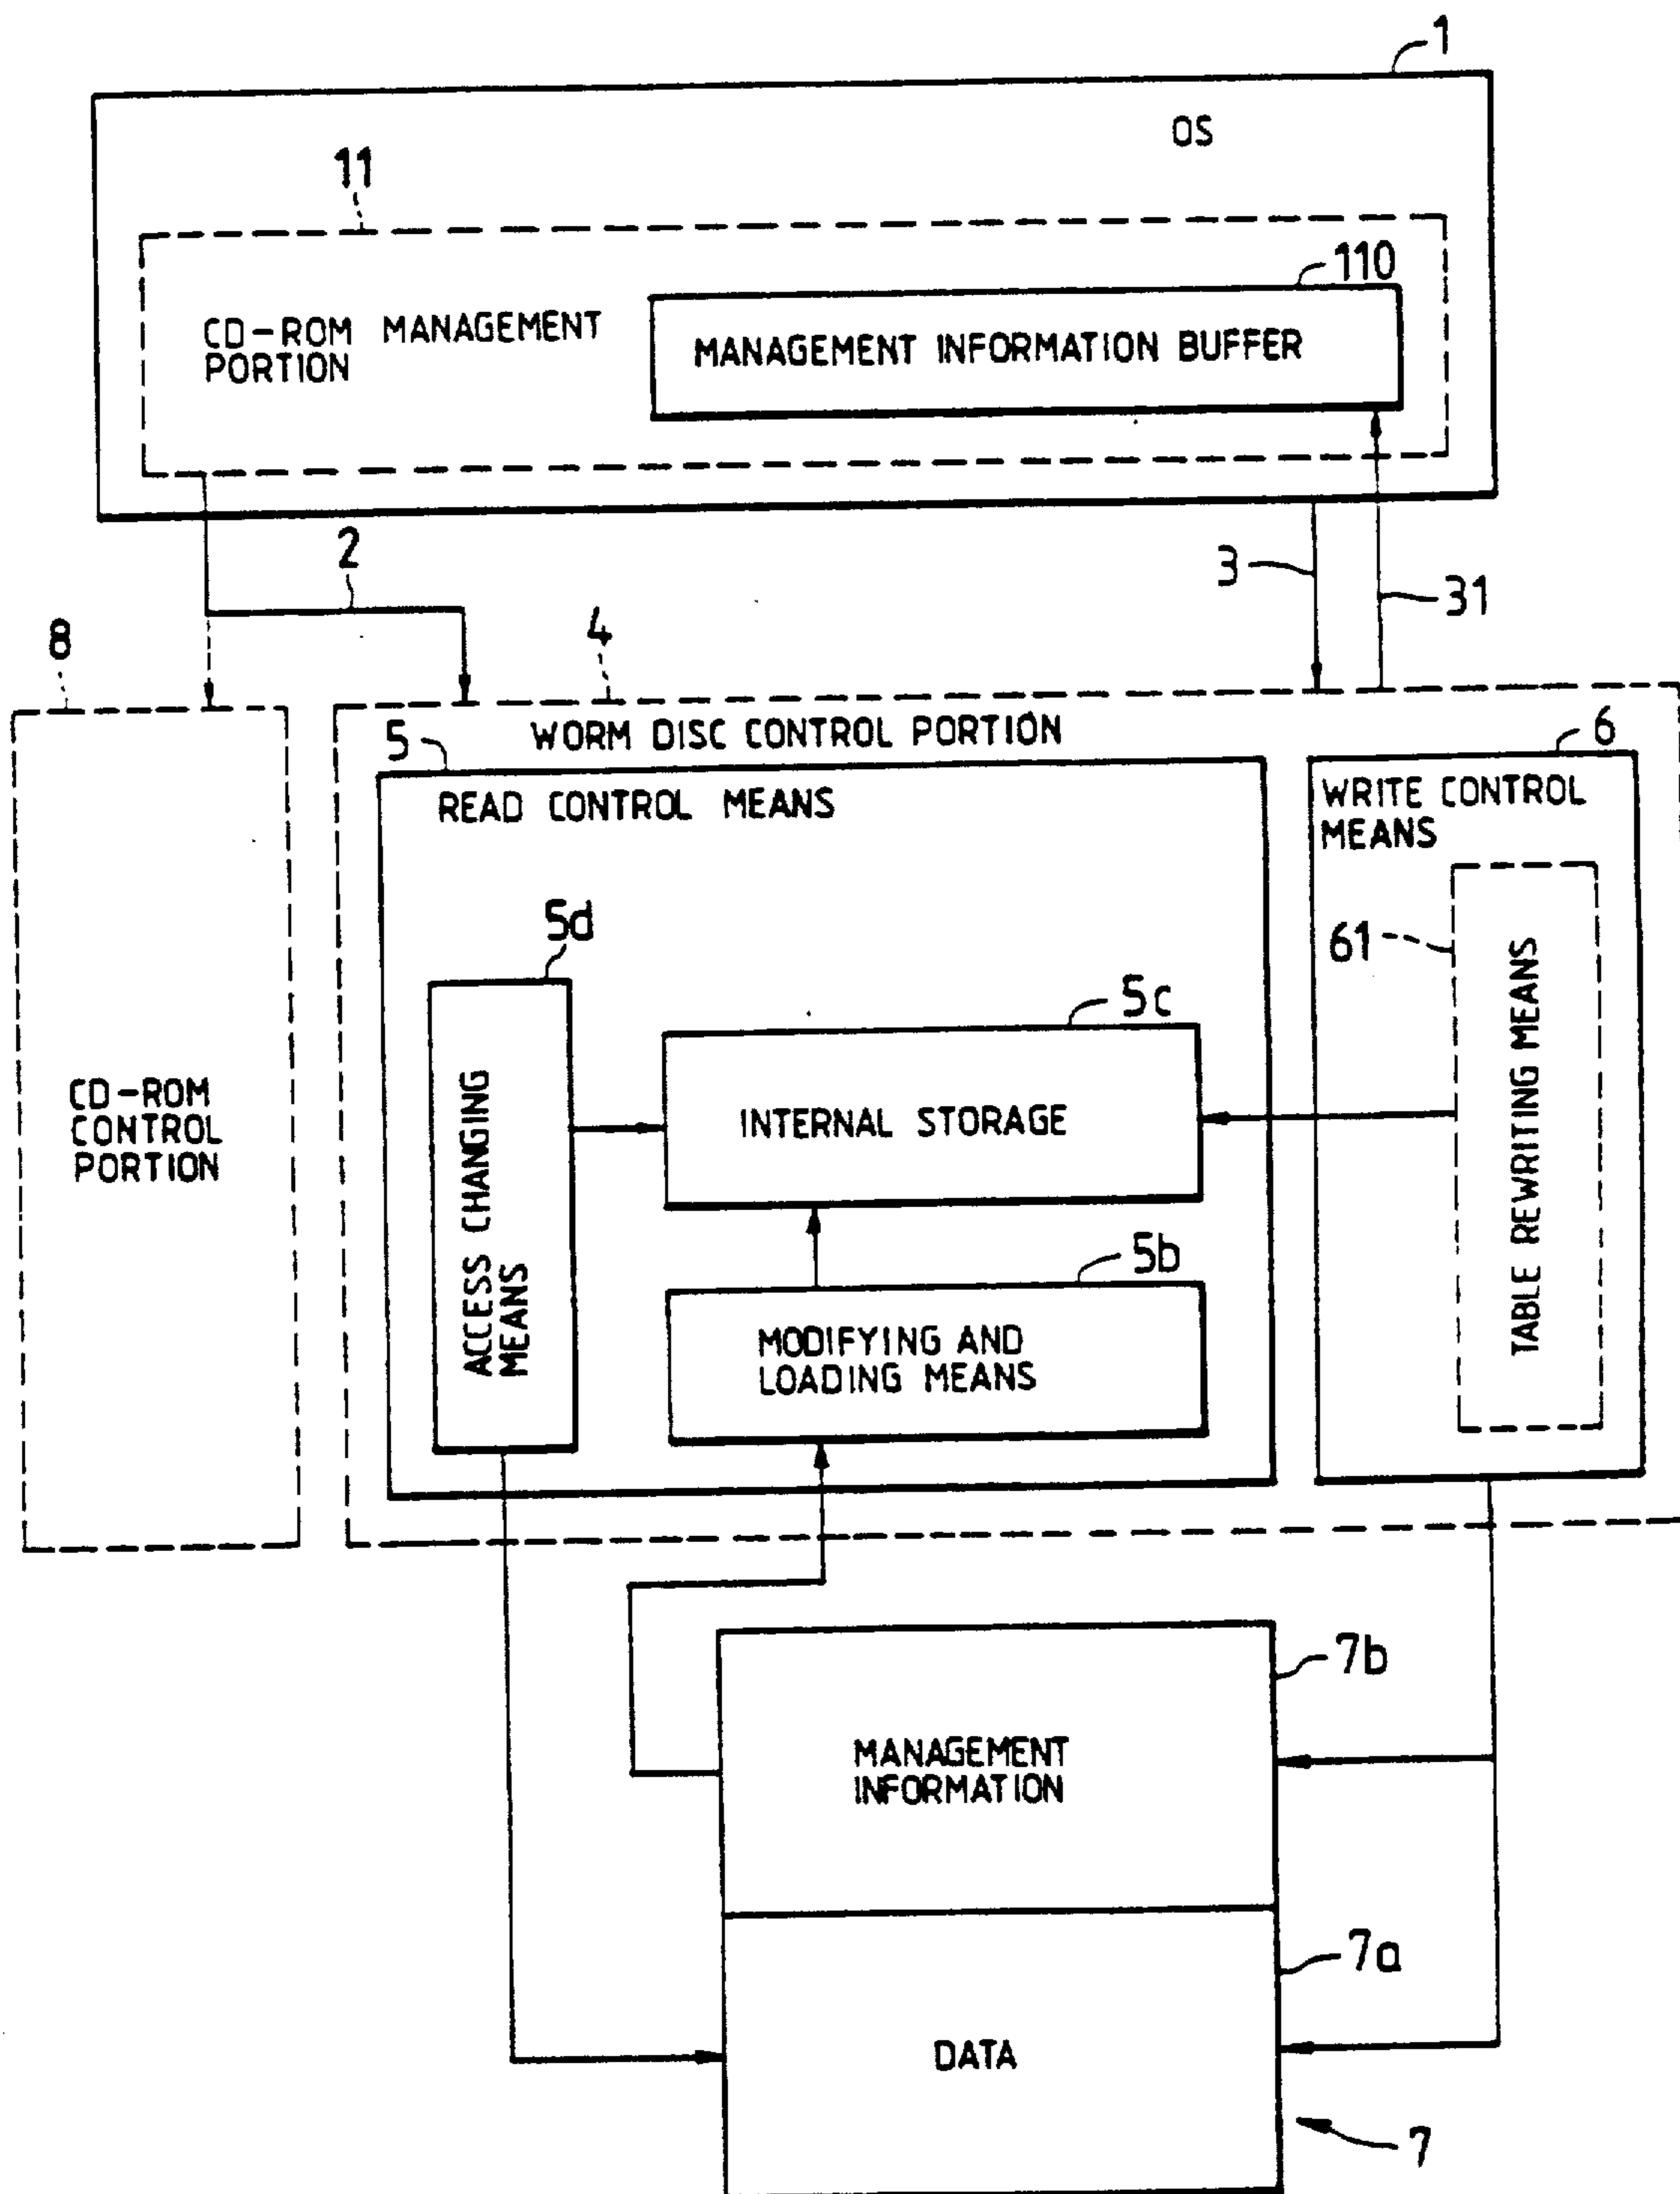 1
OS
11
110
CD-ROM MANAGEMENT
PORTION
MANAGEMENT INFORMATION BUFFER
2
3
31
8
4
WORM DISC CONTROL PORTION
5
6
READ CONTROL MEANS
WRITE CONTROL
MEANS
5d
61
5c
CD-ROM
CONTROL
PORTION
ACCESS CHANGING
MEANS
INTERNAL STORAGE
TABLE REWRITING MEANS
5b
MODIFYING AND
LOADING MEANS
7b
MANAGEMENT
INFORMATION
7a
DATA
7